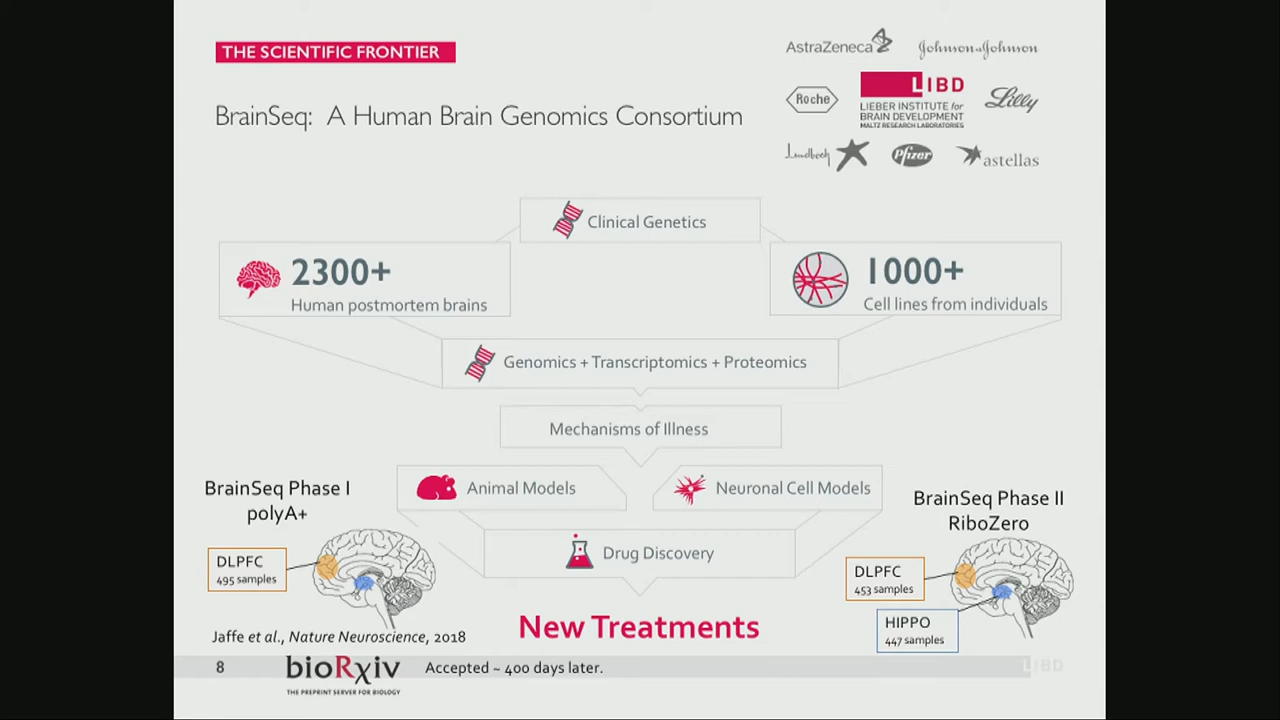 THE SCIENTIFIC FRONTIER
AstraZeneca
Johnson & Johnson
BrainSeq: A Human Brain Genomics Consortium
Roche
LIBD
LIEBER INSTITUTE for
BRAIN DEVELOPMENT
MALTZ RESEARCH LABORATORIES
Lilly
Lundbeck
Pfizer
astellas
Clinical Genetics
2300+
Human postmortem brains
1000+
Cell lines from individuals
Genomics + Transcriptomics + Proteomics
Mechanisms of Illness
Animal Models
Neuronal Cell Models
Drug Discovery
New Treatments
BrainSeq Phase I
polyA+
DLPFC
495 samples
Jaffe et al., Nature Neuroscience, 2018
BrainSeq Phase II
RiboZero
DLPFC
453 samples
HIPPO
447 samples
8
bioRxiv
THE PREPRINT SERVER FOR BIOLOGY
Accepted ~ 400 days later.
LIBD